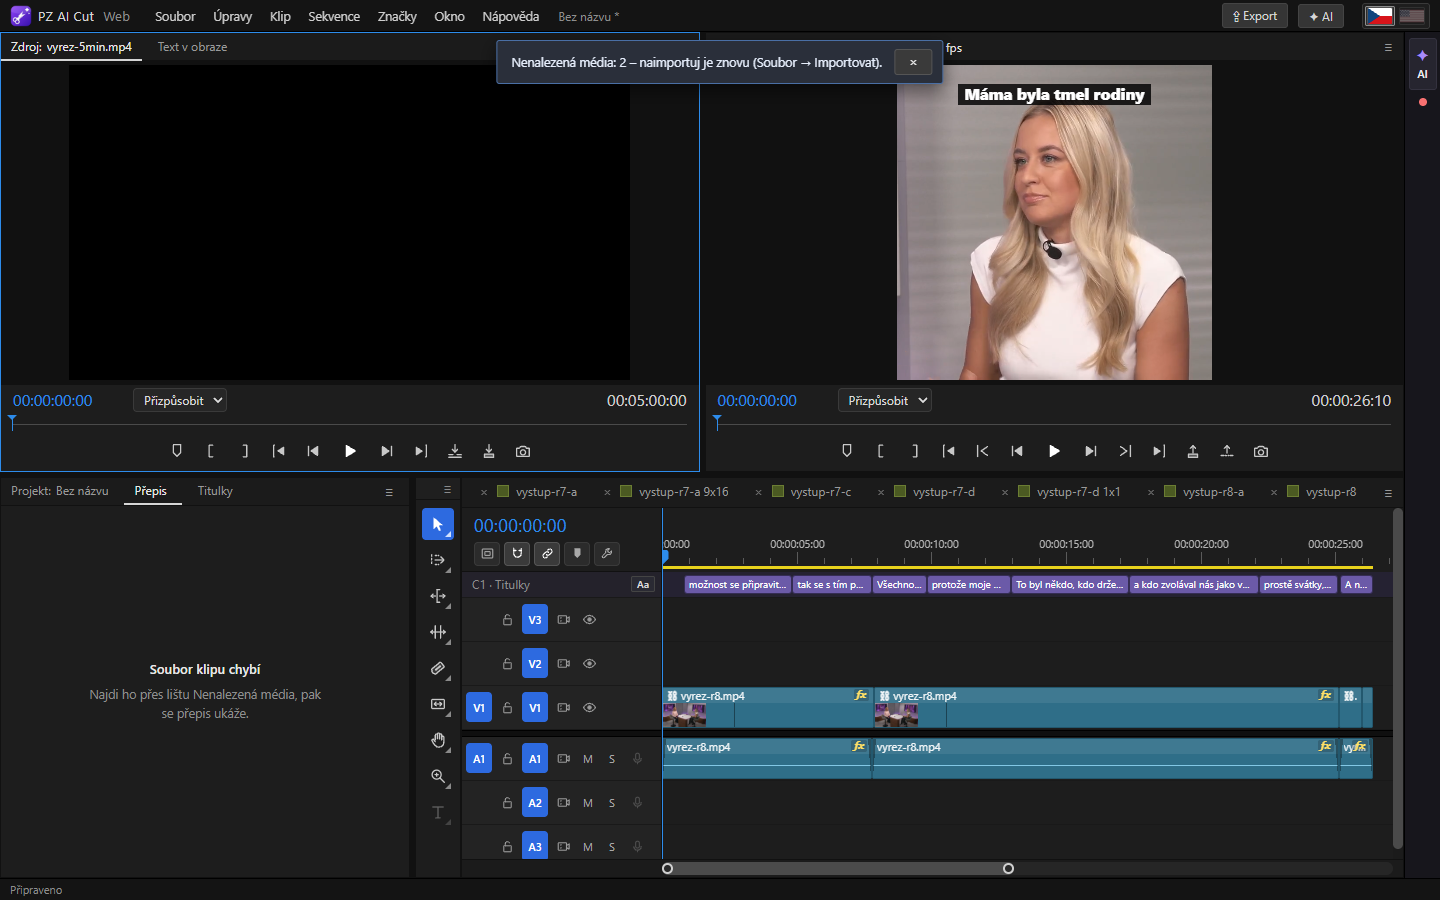 PZ AI Cut Web Soubor Úpravy Klip Sekvence Značky Okno Nápověda Bez názvu * Export AI
Zdroj: vyrez-5min.mp4 Text v obraze
Nenalezená média: 2 – naimportuj je znovu (Soubor → Importovat). ×
fps
AI
Máma byla tmel rodiny
00:00:00:00 Přizpůsobit 00:05:00:00
00:00:00:00 Přizpůsobit 00:00:26:10
Projekt: Bez názvu Přepis Titulky
× vystup-r7-a × vystup-r7-a 9x16 × vystup-r7-c × vystup-r7-d × vystup-r7-d 1x1 × vystup-r8-a × vystup-r8
00:00:00:00
00:00 00:00:05:00 00:00:10:00 00:00:15:00 00:00:20:00 00:00:25:00
C1 · Titulky Aa
možnost se připravit... tak se s tím p... Všechno... protože moje ... To byl někdo, kdo drže... a kdo zvolával nás jako v... prostě svátky,... A n...
V3
V2
V1 V1 vyrez-r8.mp4 fx vyrez-r8.mp4 fx
A1 A1 M S vyrez-r8.mp4 fx vyrez-r8.mp4 fx fx
A2 M S
A3 M S
T
Soubor klipu chybí
Najdi ho přes lištu Nenalezená média, pak
se přepis ukáže.
Připraveno